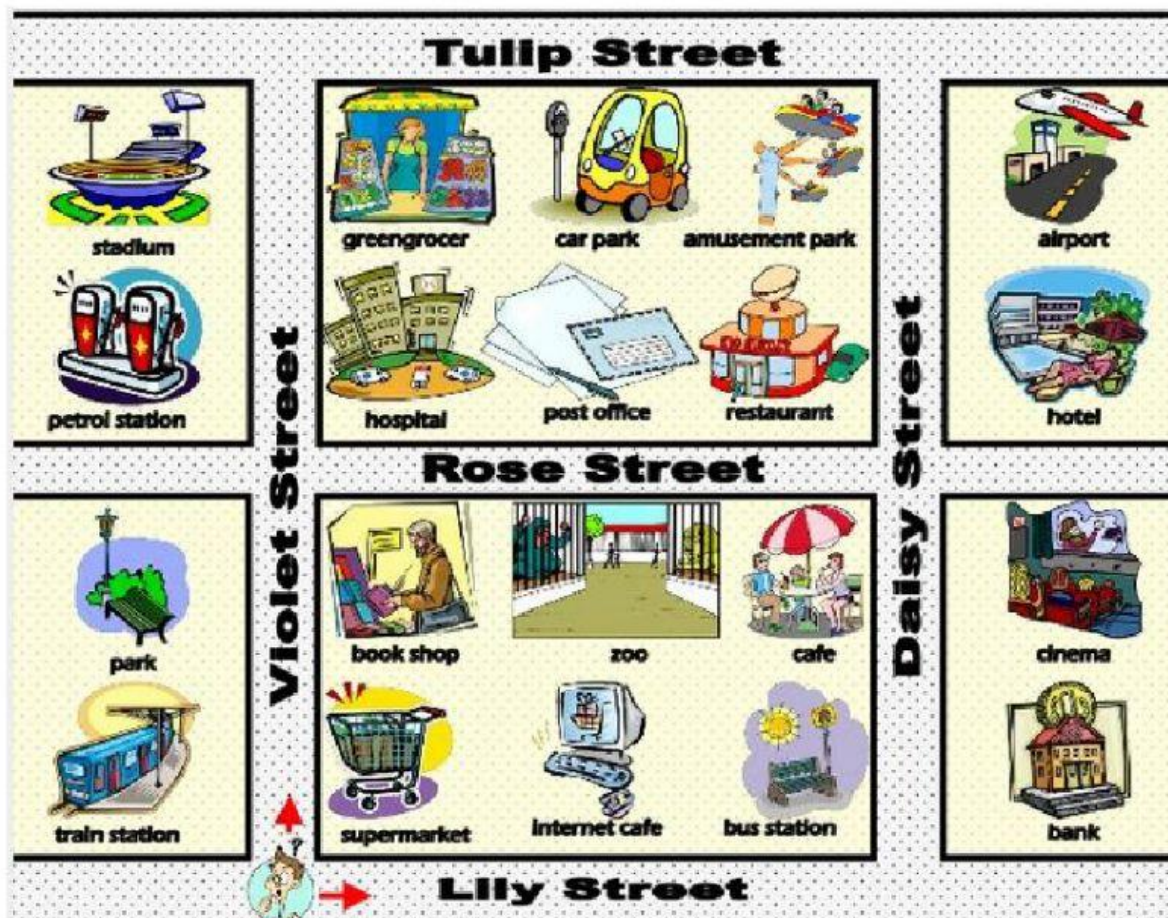 Tulip Street
stadium
greengrocer
car park
amusement park
airport
petrol station
hospital
post office
restaurant
hotel
Violet Street
Rose Street
Daisy Street
park
book shop
zoo
cafe
cinema
train station
supermarket
internet cafe
bus station
bank
?
Lily Street